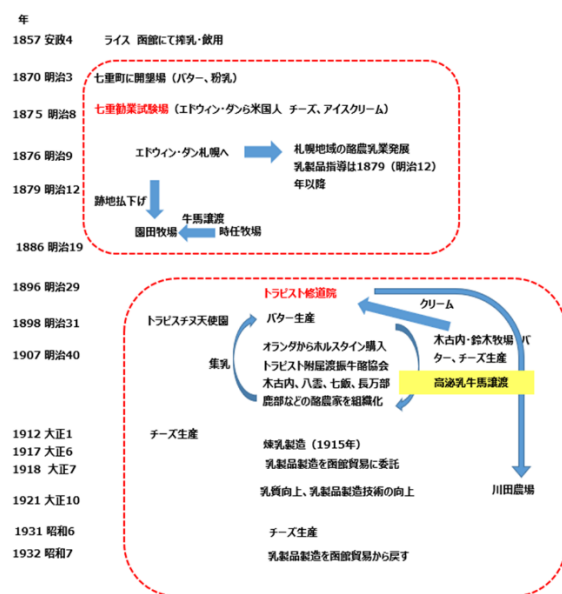 年
1857 安政4 ライス 函館にて搾乳・飲用
1870 明治3 七重町に開墾場（バター、粉乳）
1875 明治8 七重勧業試験場（エドウィン・ダンら米国人 チーズ、アイスクリーム）
1876 明治9 エドウィン・ダン札幌へ 札幌地域の酪農乳業発展
乳製品指導は1879（明治12）
年以降
1879 明治12
跡地払下げ
牛馬譲渡
園田牧場 時任牧場
1886 明治19
1896 明治29 トラピスト修道院
クリーム
1898 明治31 トラピスチヌ天使園 バター生産
木古内・鈴木牧場 バ
ター、チーズ生産
1907 明治40 集乳 オランダからホルスタイン購入
トラピスト附属渡振牛酪協会
木古内、八雲、七飯、長万部
鹿部などの酪農家を組織化
高泌乳牛馬譲渡
1912 大正1 チーズ生産
1917 大正6 煉乳製造（1915年）
1918 大正7 乳製品製造を函館貿易に委託
1921 大正10 乳質向上、乳製品製造技術の向上 川田農場
1931 昭和6 チーズ生産
1932 昭和7 乳製品製造を函館貿易から戻す